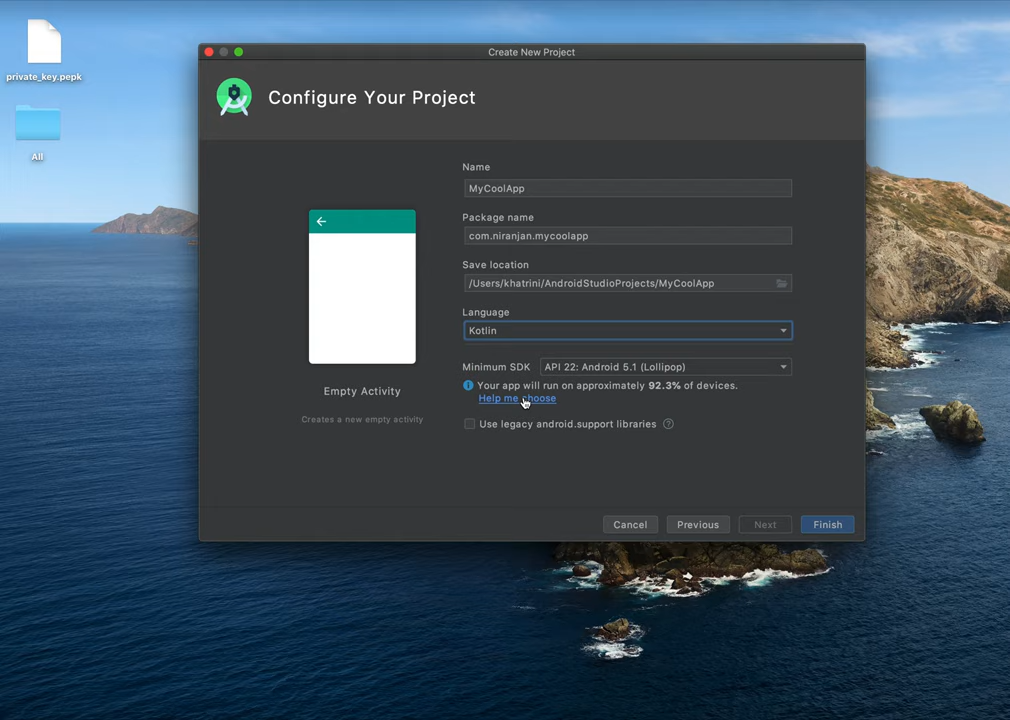 private_key.pepk
All
Create New Project
Configure Your Project
Name
MyCoolApp
Package name
com.niranjan.mycoolapp
Save location
/Users/khatrini/AndroidStudioProjects/MyCoolApp
Language
Kotlin
Minimum SDK API 22: Android 5.1 (Lollipop)
i Your app will run on approximately 92.3% of devices.
Help me choose
Use legacy android.support libraries ?
Empty Activity
Creates a new empty activity
Cancel Previous Next Finish